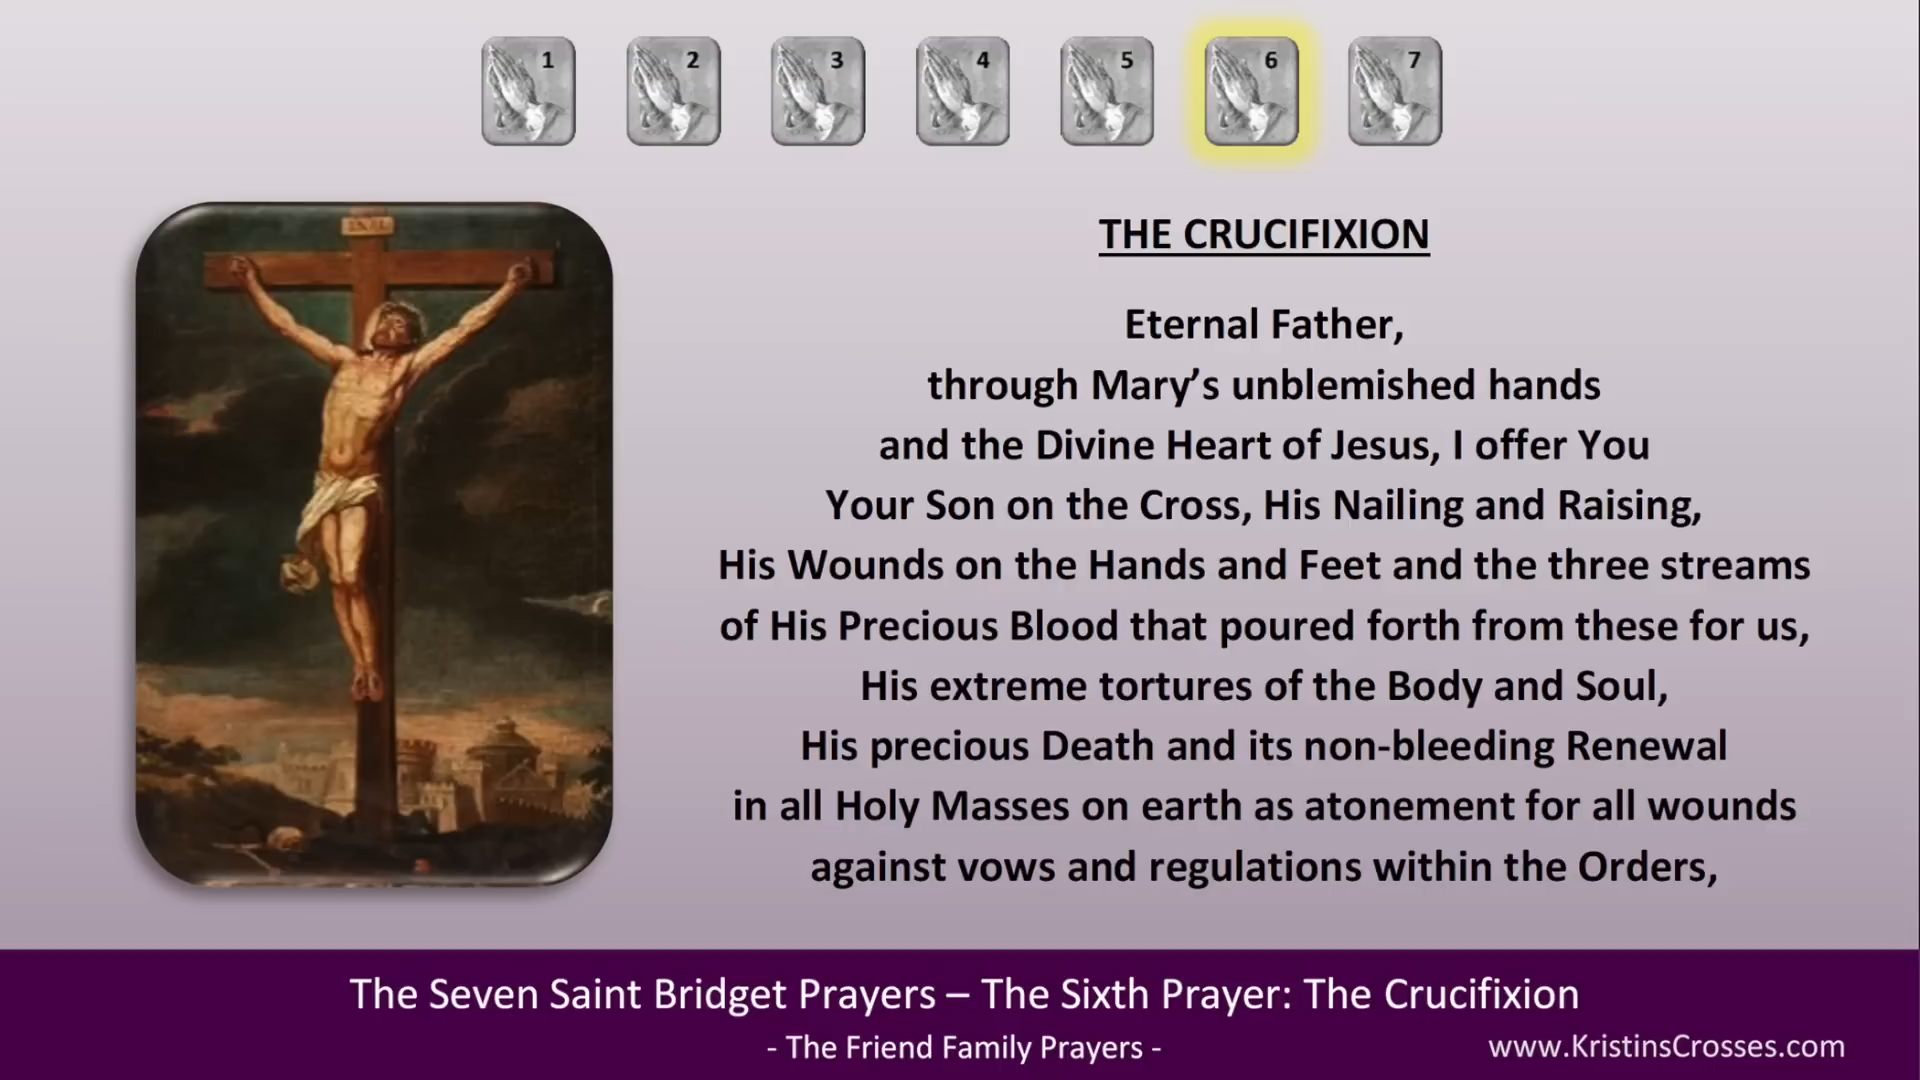 1 2 3 4 5 6 7
INRI
THE CRUCIFIXION
Eternal Father,
through Mary’s unblemished hands
and the Divine Heart of Jesus, I offer You
Your Son on the Cross, His Nailing and Raising,
His Wounds on the Hands and Feet and the three streams
of His Precious Blood that poured forth from these for us,
His extreme tortures of the Body and Soul,
His precious Death and its non-bleeding Renewal
in all Holy Masses on earth as atonement for all wounds
against vows and regulations within the Orders,
The Seven Saint Bridget Prayers – The Sixth Prayer: The Crucifixion
- The Friend Family Prayers -
www.KristinsCrosses.com